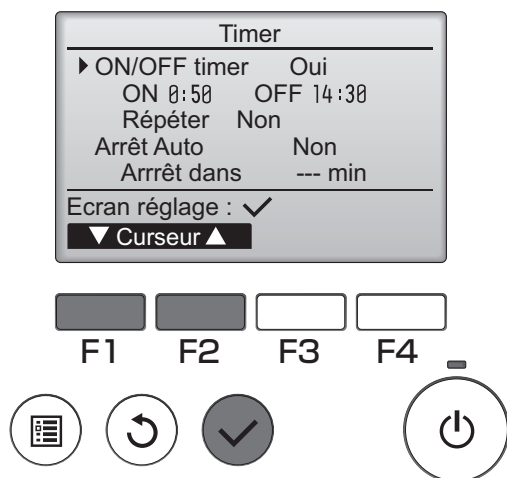 Timer
ON/OFF timer Oui
ON 0:50 OFF 14:30
Répéter Non
Arrêt Auto Non
Arrrêt dans --- min
Ecran réglage : ✓
▼ Curseur ▲
F1 F2 F3 F4